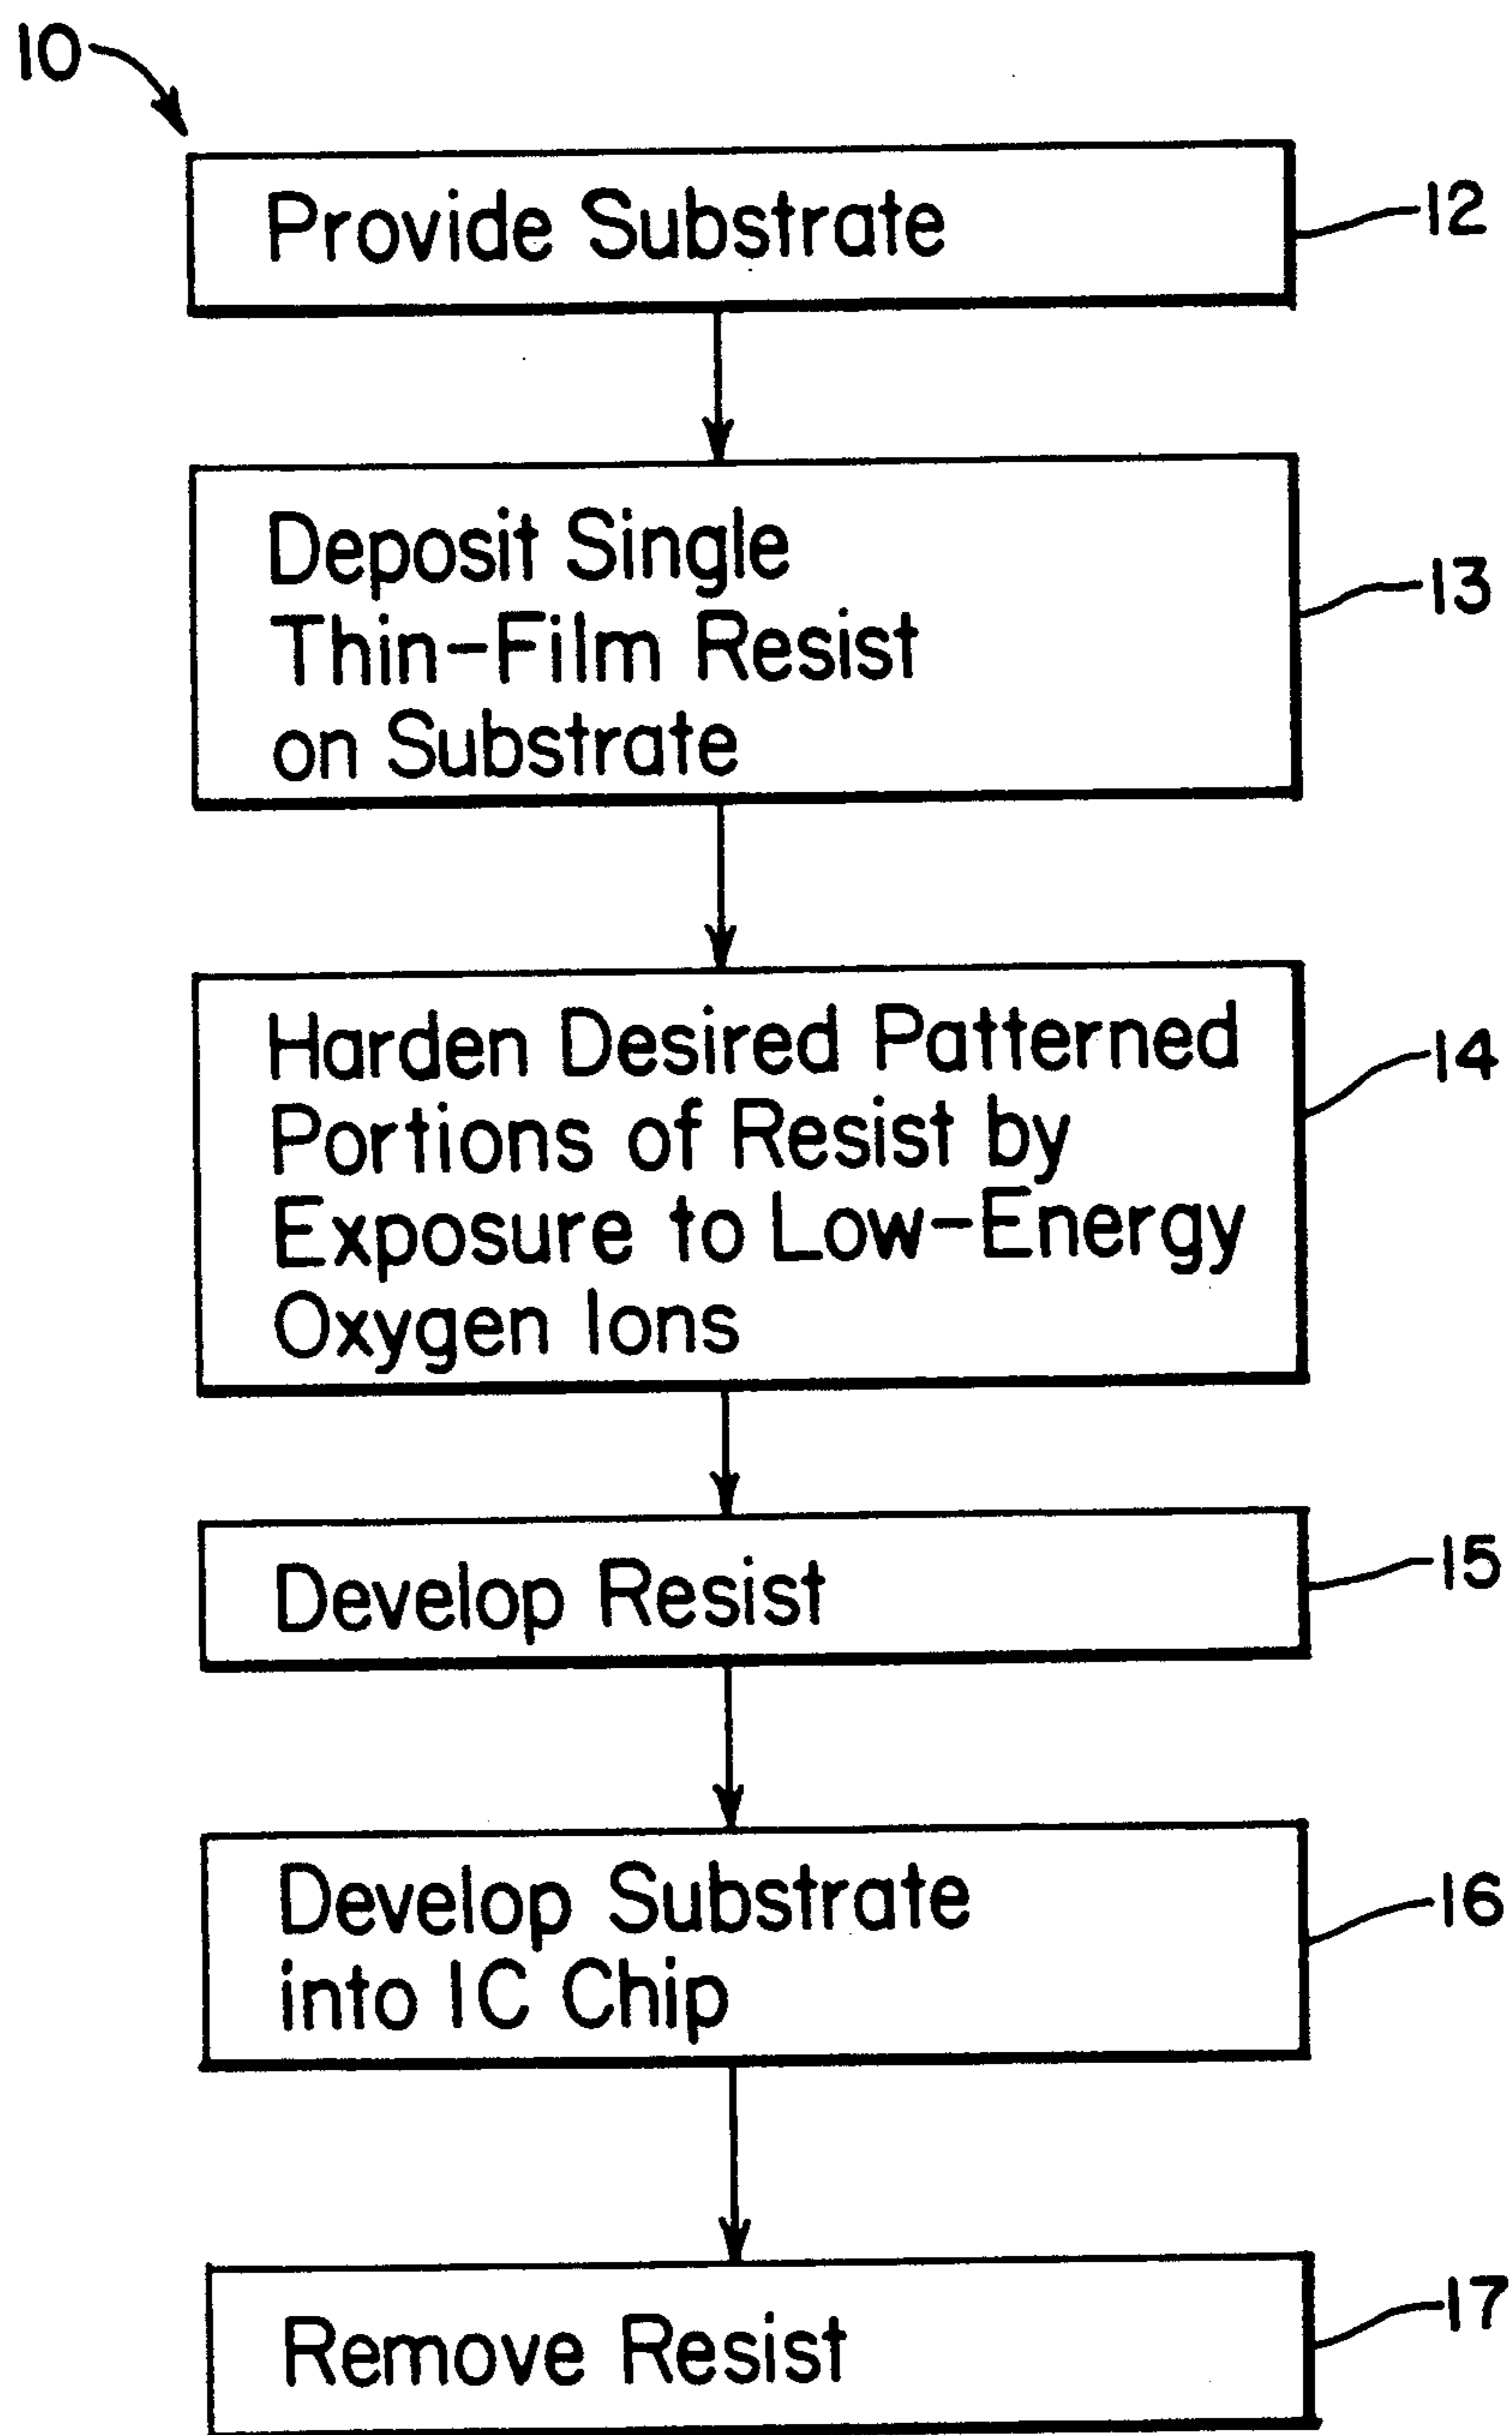 10
Provide Substrate
12
Deposit Single
Thin-Film Resist
on Substrate
13
Harden Desired Patterned
Portions of Resist by
Exposure to Low-Energy
Oxygen Ions
14
Develop Resist
15
Develop Substrate
into IC Chip
16
Remove Resist
17